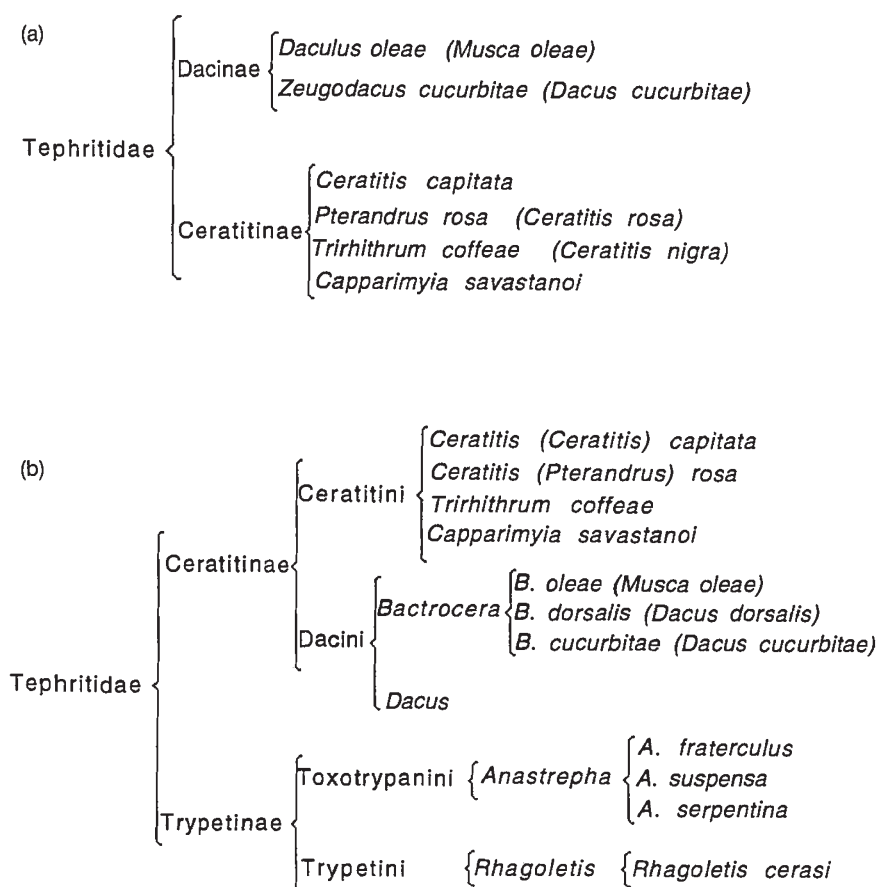 (a)
Tephritidae
Dacinae
Daculus oleae (Musca oleae)
Zeugodacus cucurbitae (Dacus cucurbitae)
Ceratitinae
Ceratitis capitata
Pterandrus rosa (Ceratitis rosa)
Trirhithrum coffeae (Ceratitis nigra)
Capparimyia savastanoi
(b)
Tephritidae
Ceratitinae
Ceratitini
Ceratitis (Ceratitis) capitata
Ceratitis (Pterandrus) rosa
Trirhithrum coffeae
Capparimyia savastanoi
Dacini
Bactrocera
B. oleae (Musca oleae)
B. dorsalis (Dacus dorsalis)
B. cucurbitae (Dacus cucurbitae)
Dacus
Trypetinae
Toxotrypanini
Anastrepha
A. fraterculus
A. suspensa
A. serpentina
Trypetini
Rhagoletis
Rhagoletis cerasi